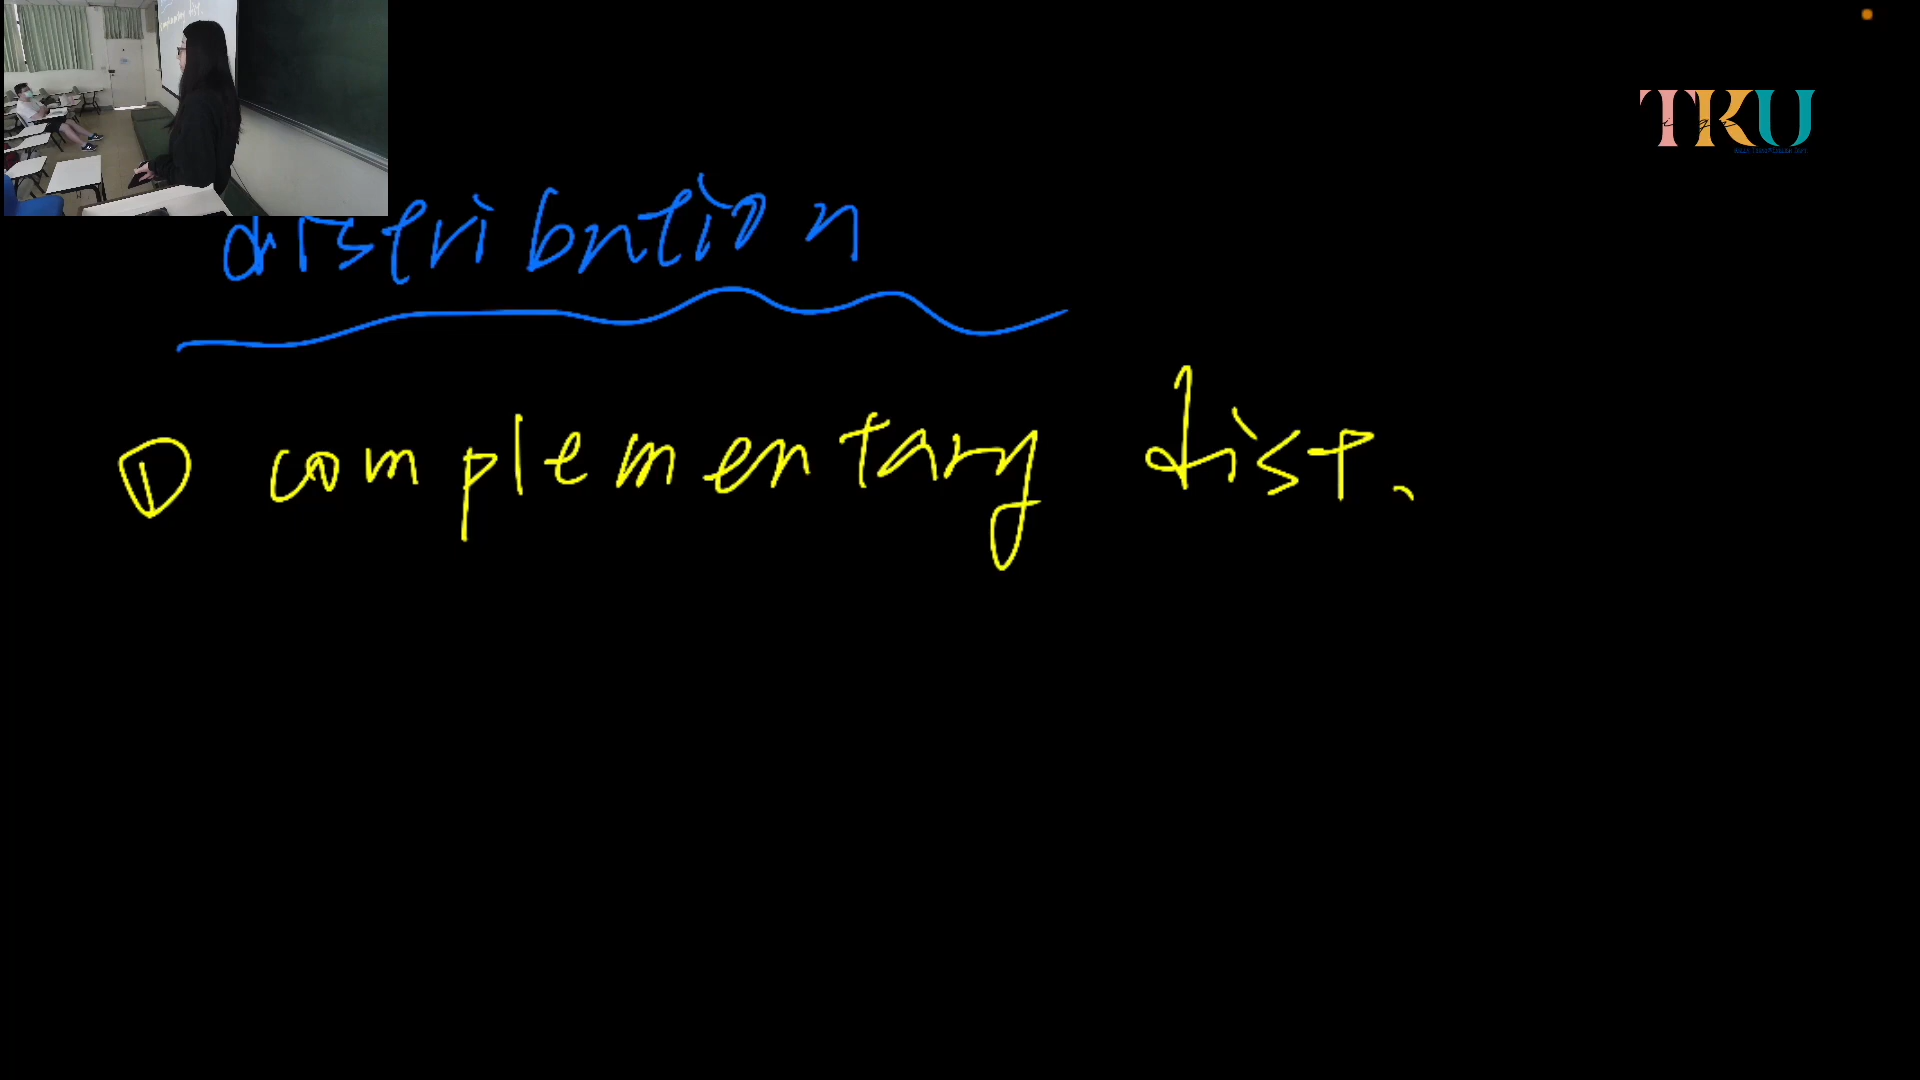 TKU
distribution
① complementary dist.